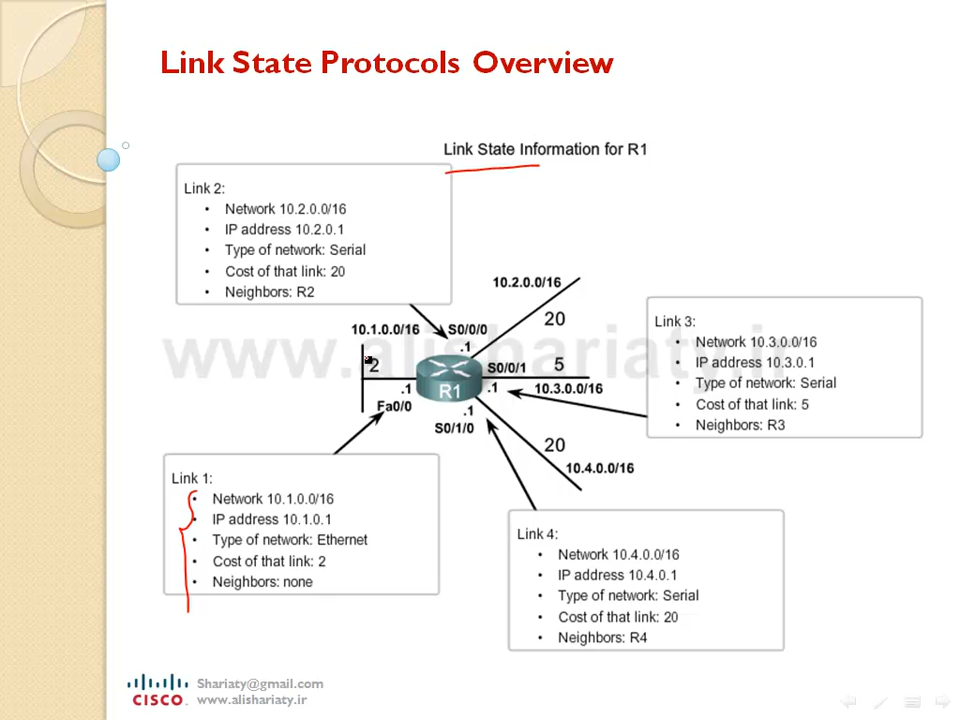 Link State Protocols Overview
Link State Information for R1
Link 2:
• Network 10.2.0.0/16
• IP address 10.2.0.1
• Type of network: Serial
• Cost of that link: 20
• Neighbors: R2
10.2.0.0/16
20
10.1.0.0/16
S0/0/0
.1
2
www.alishariaty.ir
S0/0/1
5
.1
10.3.0.0/16
R1
.1
Fa0/0
.1
S0/1/0
20
10.4.0.0/16
Link 3:
• Network 10.3.0.0/16
• IP address 10.3.0.1
• Type of network: Serial
• Cost of that link: 5
• Neighbors: R3
Link 1:
• Network 10.1.0.0/16
• IP address 10.1.0.1
• Type of network: Ethernet
• Cost of that link: 2
• Neighbors: none
Link 4:
• Network 10.4.0.0/16
• IP address 10.4.0.1
• Type of network: Serial
• Cost of that link: 20
• Neighbors: R4
CISCO
Shariaty@gmail.com
www.alishariaty.ir